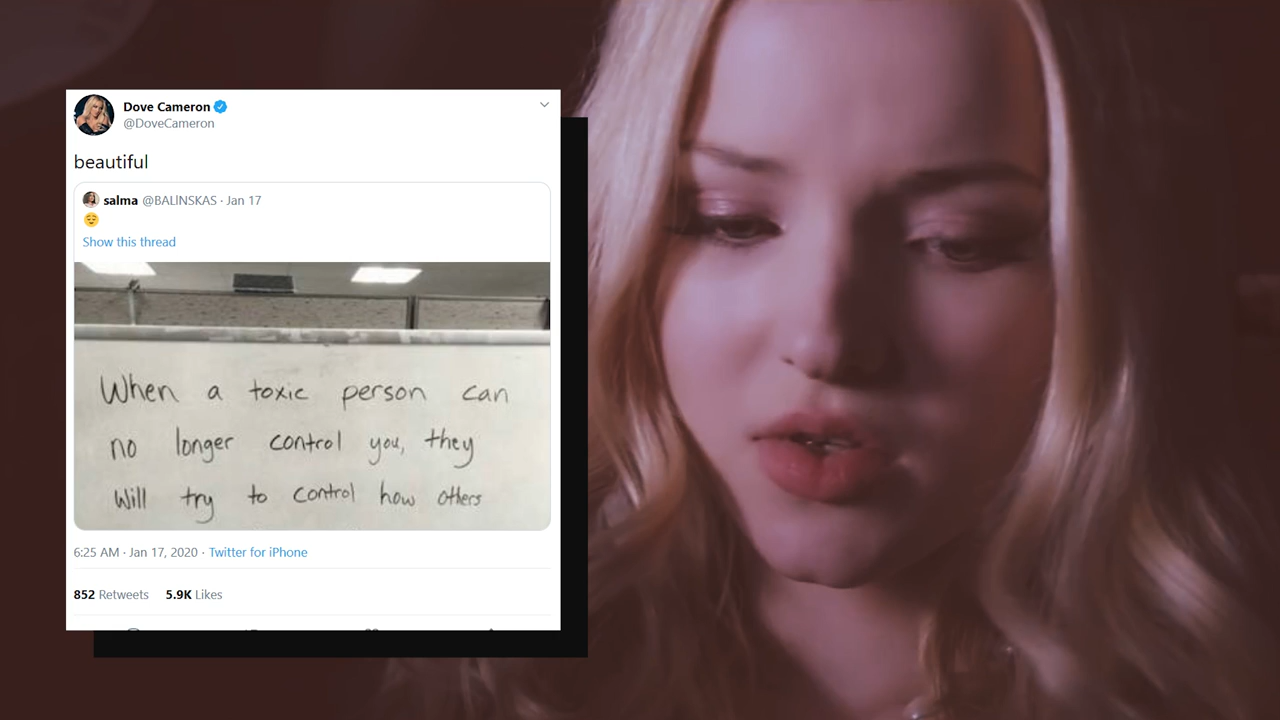 Dove Cameron
@DoveCameron
beautiful
salma @BALINSKAS · Jan 17
Show this thread
When a toxic person can
no longer control you, they
will try to control how others
6:25 AM · Jan 17, 2020 · Twitter for iPhone
852 Retweets 5.9K Likes